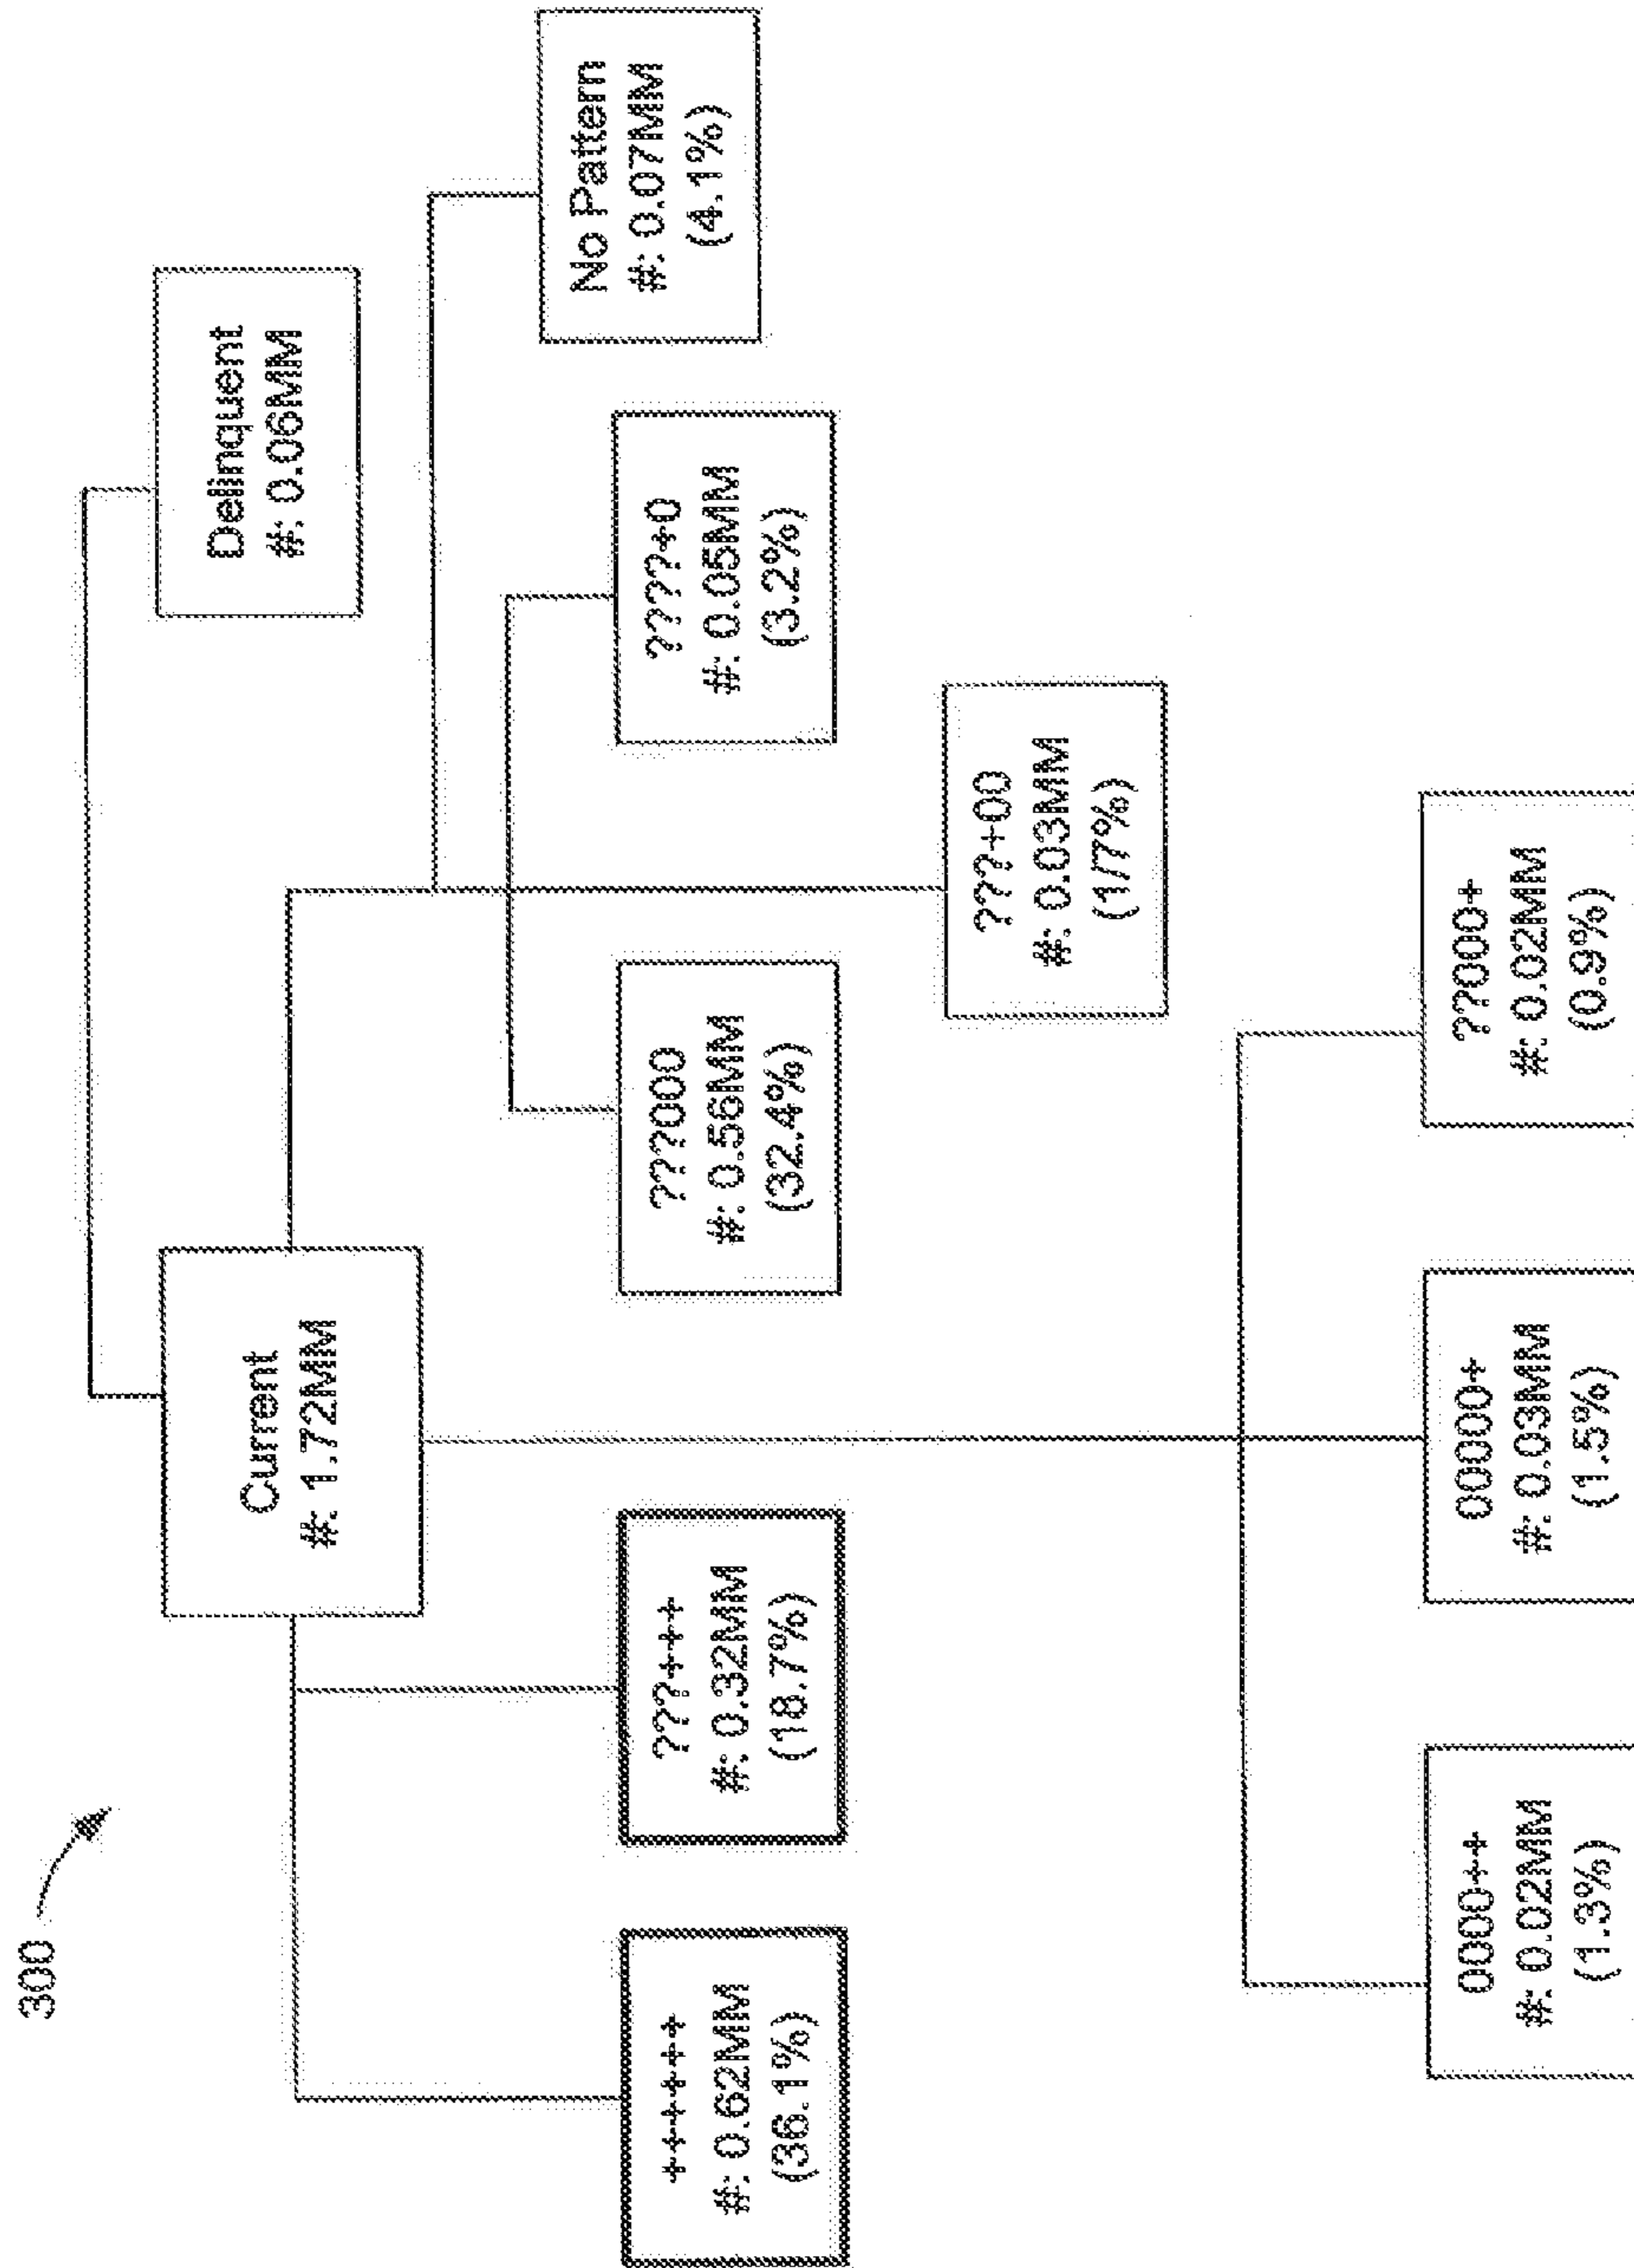 300
Current
#: 1.72MM
Delinquent
#: 0.06MM
++++++
#: 0.62MM
(36.1%)
???+++
#: 0.32MM
(18.7%)
???000
#: 0.56MM
(32.4%)
????+0
#: 0.05MM
(3.2%)
No Pattern
#: 0.07MM
(4.1%)
???+00
#: 0.03MM
(1/7%)
0000++
#: 0.02MM
(1.3%)
00000+
#: 0.03MM
(1.5%)
??000+
#: 0.02MM
(0.9%)